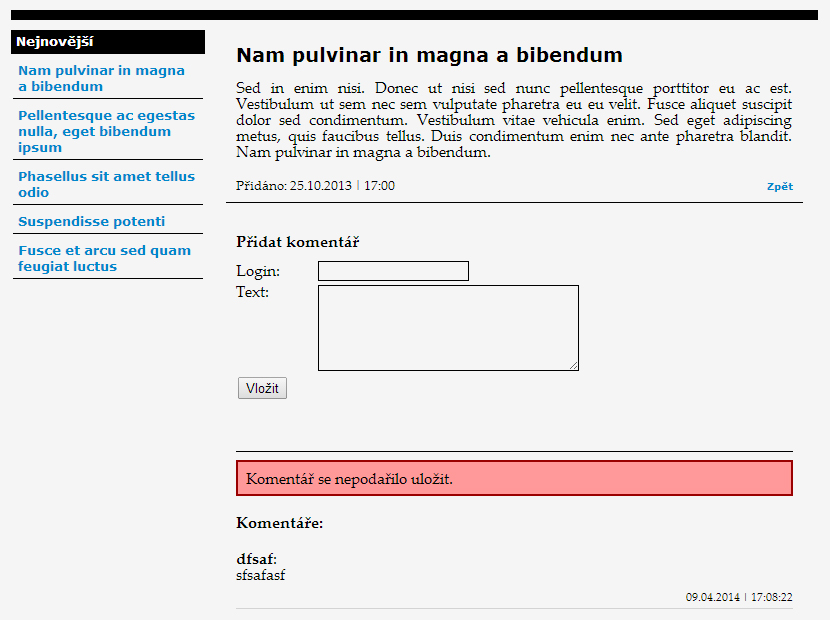 Nejnovější
Nam pulvinar in magna
a bibendum
Pellentesque ac egestas
nulla, eget bibendum
ipsum
Phasellus sit amet tellus
odio
Suspendisse potenti
Fusce et arcu sed quam
feugiat luctus
Nam pulvinar in magna a bibendum
Sed in enim nisi. Donec ut nisi sed nunc pellentesque porttitor eu ac est.
Vestibulum ut sem nec sem vulputate pharetra eu eu velit. Fusce aliquet suscipit
dolor sed condimentum. Vestibulum vitae vehicula enim. Sed eget adipiscing
metus, quis faucibus tellus. Duis condimentum enim nec ante pharetra blandit.
Nam pulvinar in magna a bibendum.
Přidáno: 25.10.2013 | 17:00 Zpět
Přidat komentář
Login:
Text:
Vložit
Komentář se nepodařilo uložit.
Komentáře:
dfsaf:
sfsafasf
09.04.2014 | 17:08:22